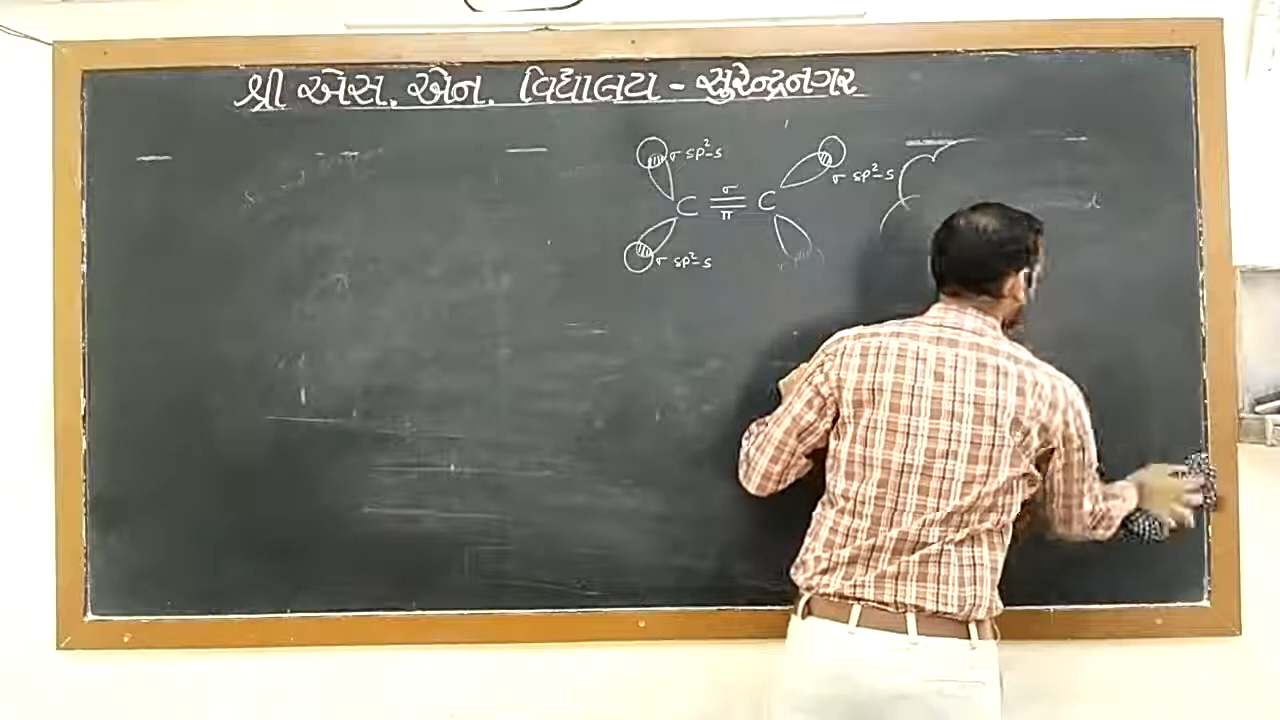 શ્રી એસ. એન. વિદ્યાલય - સુરેન્દ્રનગર
σ sp²-s
σ sp²-s
C σ π C
σ sp²-s